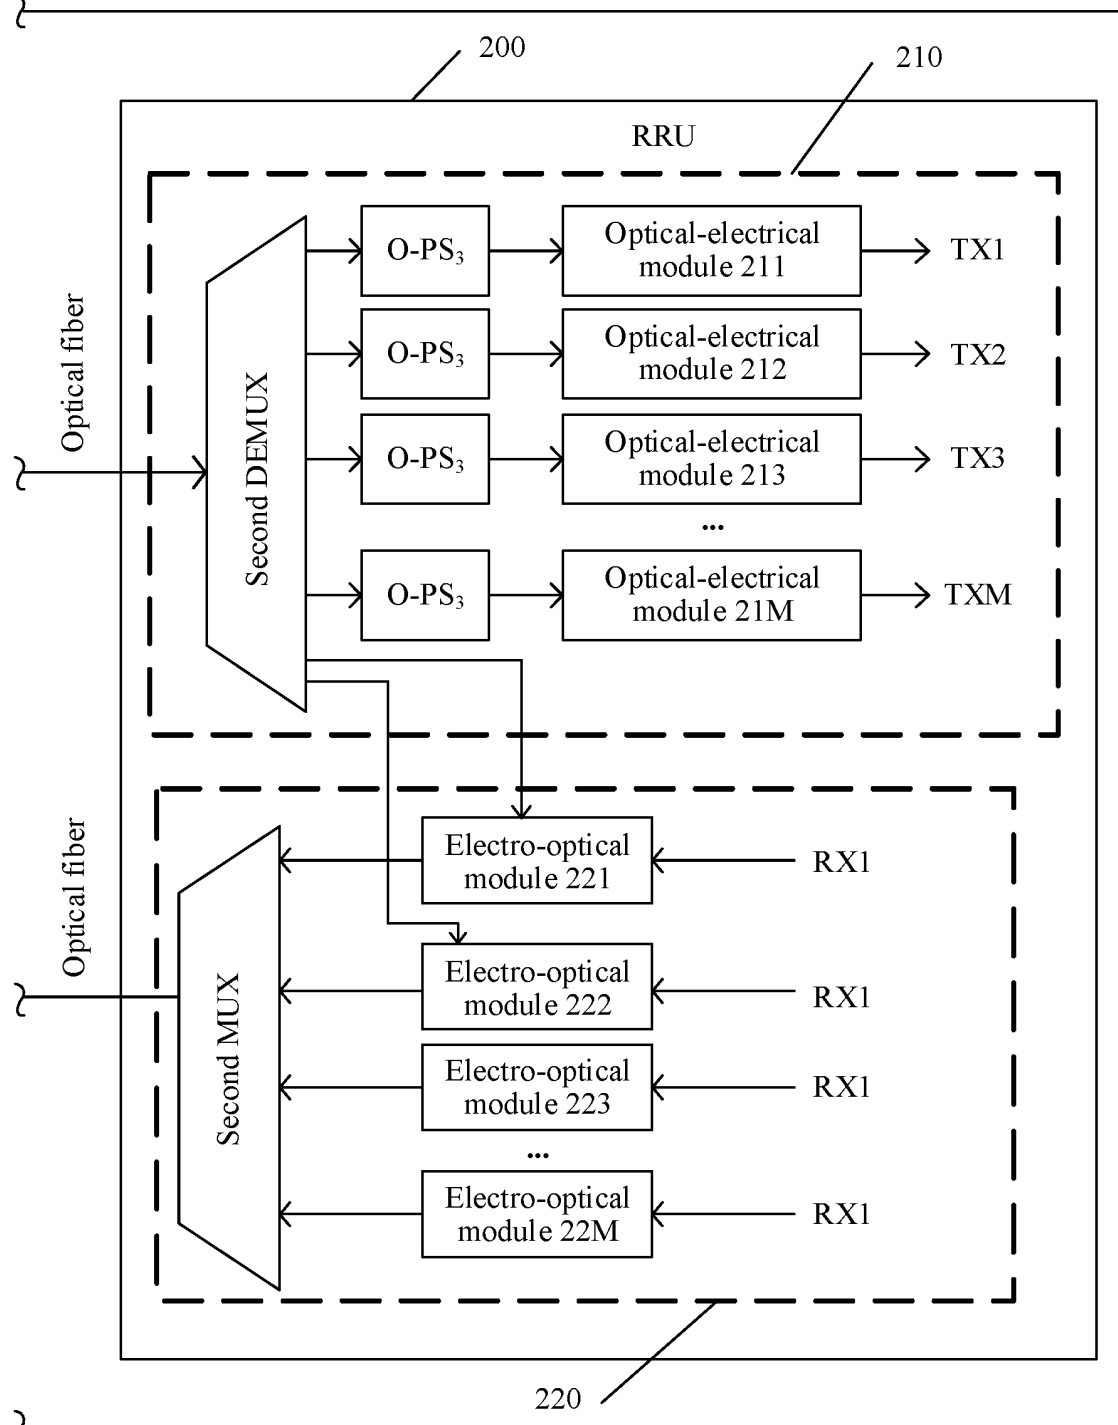 200
210
RRU
O-PS3
Optical-electrical
module 211
TX1
O-PS3
Optical-electrical
module 212
TX2
O-PS3
Optical-electrical
module 213
TX3
...
O-PS3
Optical-electrical
module 21M
TXM
Optical fiber
Second DEMUX
Electro-optical
module 221
RX1
Electro-optical
module 222
RX1
Electro-optical
module 223
RX1
...
Electro-optical
module 22M
RX1
Optical fiber
Second MUX
220